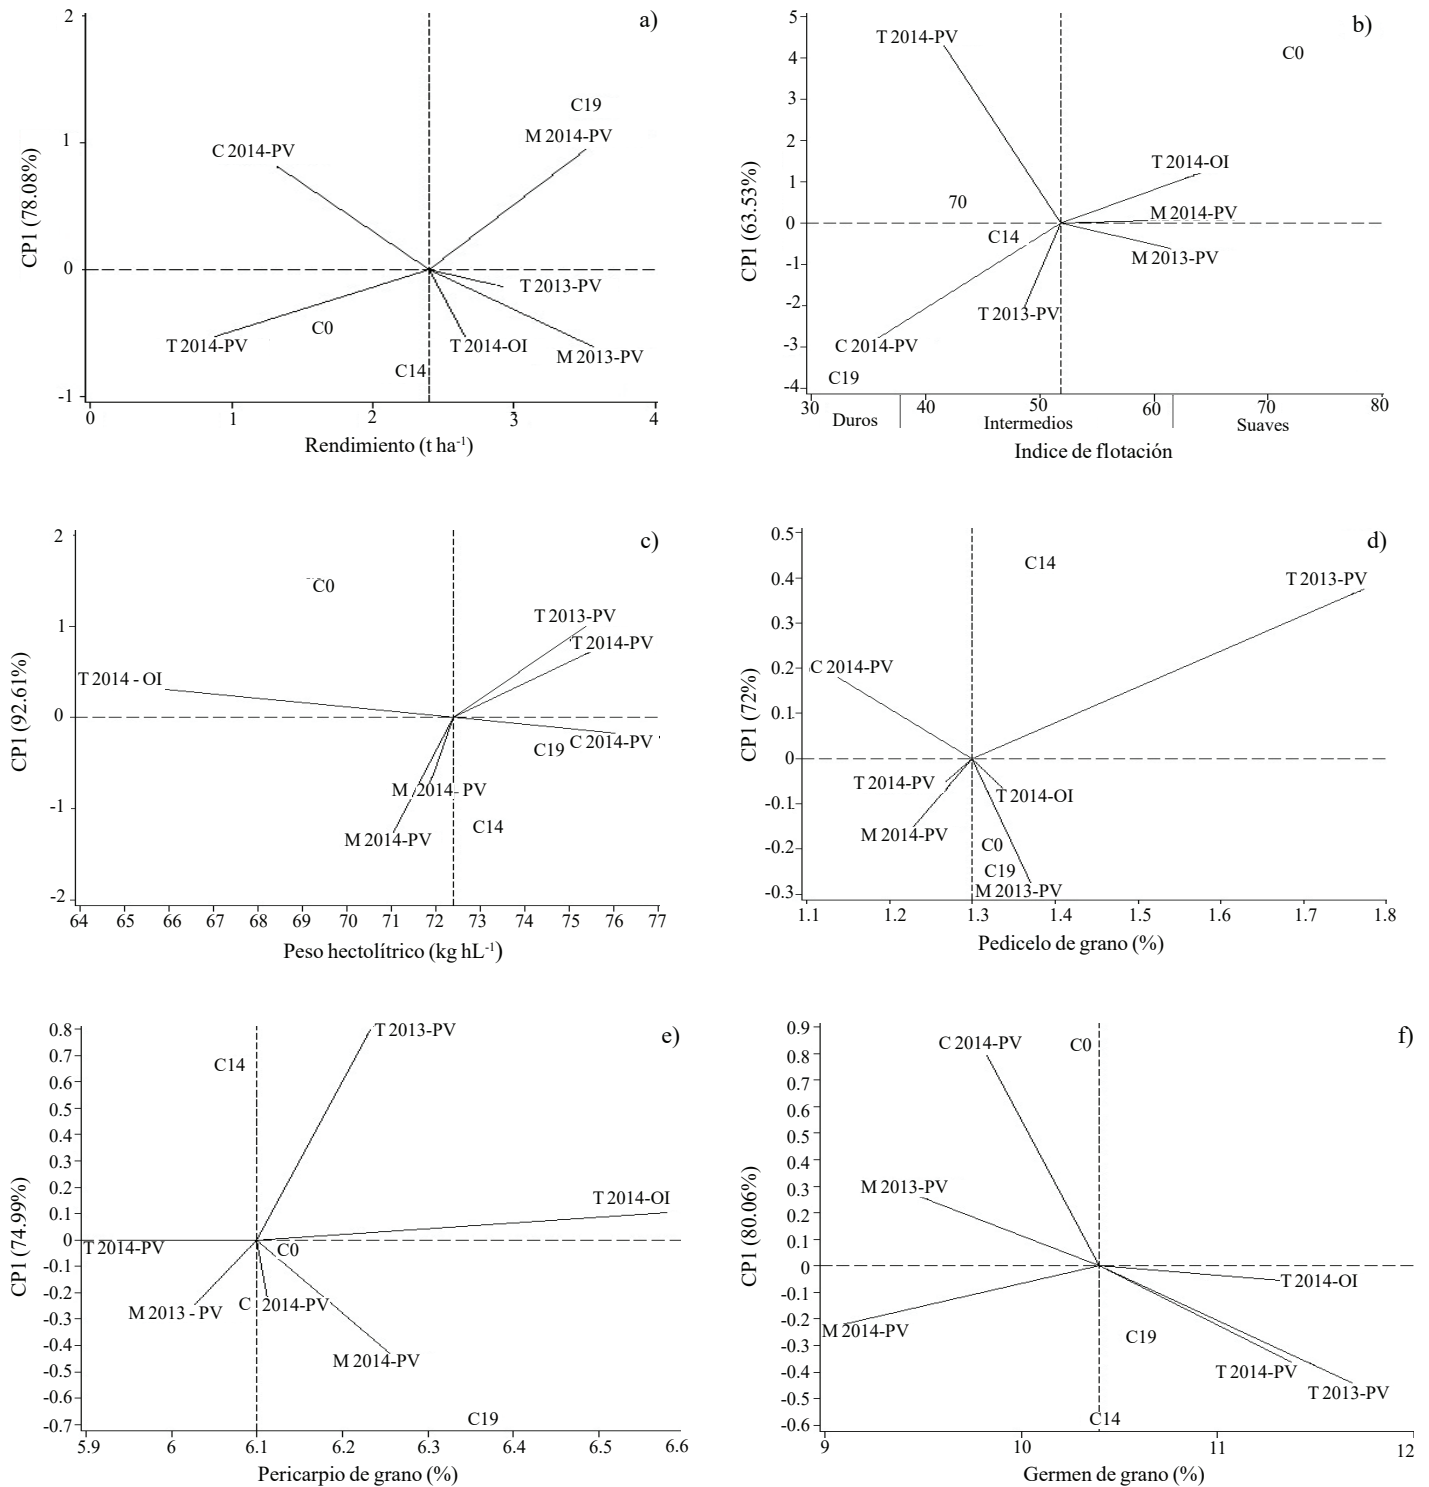 a)
2
1
0
-1
CP1 (78.08%)
C19
M 2014-PV
C 2014-PV
T 2013-PV
C0
T 2014-PV
T 2014-OI
M 2013-PV
C14
0
1
2
3
4
Rendimiento (t ha-1)
b)
5
4
3
2
1
0
-1
-2
-3
-4
CP1 (63.53%)
T 2014-PV
C0
T 2014-OI
70
M 2014-PV
C14
M 2013-PV
T 2013-PV
C 2014-PV
C19
30
40
50
60
70
80
Duros
Intermedios
Suaves
Indice de flotación
c)
2
1
0
-1
-2
CP1 (92.61%)
C0
T 2013-PV
T 2014-PV
T 2014 - OI
C19
C 2014-PV
M 2014- PV
C14
M 2014-PV
64
65
66
67
68
69
70
71
72
73
74
75
76
77
Peso hectolítrico (kg hL-1)
d)
0.5
0.4
0.3
0.2
0.1
0
-0.1
-0.2
-0.3
CP1 (72%)
C14
T 2013-PV
C 2014-PV
T 2014-PV
T 2014-OI
M 2014-PV
C0
C19
M 2013-PV
1.1
1.2
1.3
1.4
1.5
1.6
1.7
1.8
Pedicelo de grano (%)
e)
0.8
0.7
0.6
0.5
0.4
0.3
0.2
0.1
0
-0.1
-0.2
-0.3
-0.4
-0.5
-0.6
-0.7
CP1 (74.99%)
T 2013-PV
C14
T 2014-OI
T 2014-PV
C0
M 2013 - PV
C 2014-PV
M 2014-PV
C19
5.9
6
6.1
6.2
6.3
6.4
6.5
6.6
Pericarpio de grano (%)
f)
0.9
0.8
0.7
0.6
0.5
0.4
0.3
0.2
0.1
0
-0.1
-0.2
-0.3
-0.4
-0.5
-0.6
CP1 (80.06%)
C 2014-PV
C0
M 2013-PV
T 2014-OI
M 2014-PV
C19
T 2014-PV
T 2013-PV
C14
9
10
11
12
Germen de grano (%)